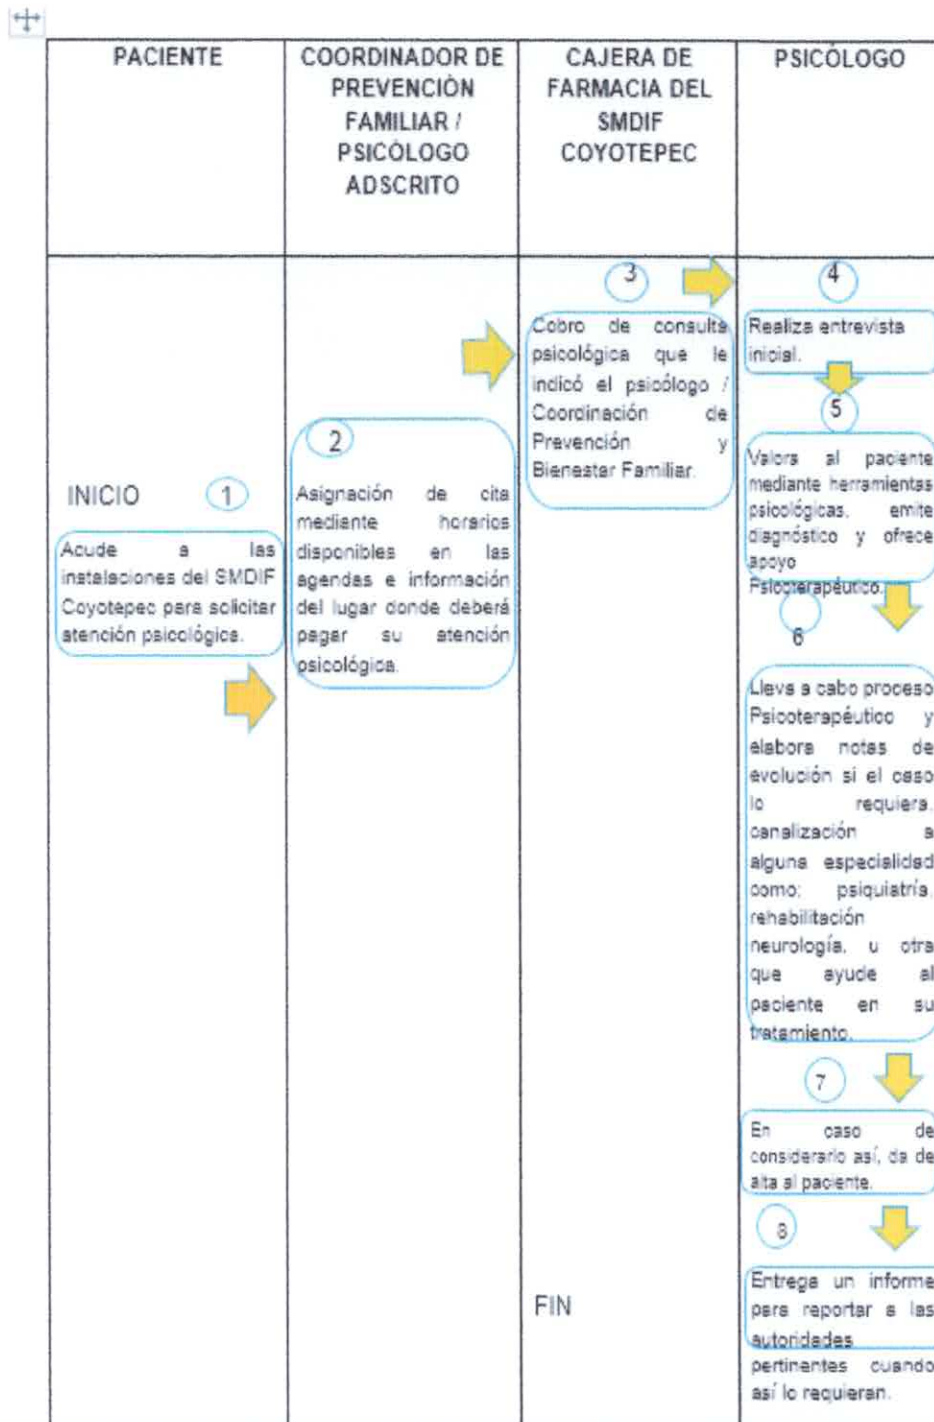 PACIENTE
COORDINADOR DE
PREVENCIÓN
FAMILIAR /
PSICÓLOGO
ADSCRITO
CAJERA DE
FARMACIA DEL
SMDIF
COYOTEPEC
PSICÓLOGO
INICIO 1
Acude a las
instalaciones del SMDIF
Coyotepec para solicitar
atención psicológica.
2
Asignación de cita
mediante horarios
disponibles en las
agendas e información
del lugar donde deberá
pagar su atención
psicológica.
3
Cobro de consulta
psicológica que le
indicó el psicólogo /
Coordinación de
Prevención y
Bienestar Familiar.
4
Realiza entrevista
inicial.
5
Valora al paciente
mediante herramientas
psicológicas, emite
diagnóstico y ofrece
apoyo
Psicoterapéutico.
6
Lleva a cabo proceso
Psicoterapéutico y
elabora notas de
evolución si el caso
lo requiera,
canalización a
alguna especialidad
como; psiquiatría,
rehabilitación
neurología, u otra
que ayude al
paciente en su
tratamiento.
7
En caso de
considerarlo así, da de
alta al paciente.
8
Entrega un informe
para reportar a las
autoridades
pertinentes cuando
así lo requieran.
FIN